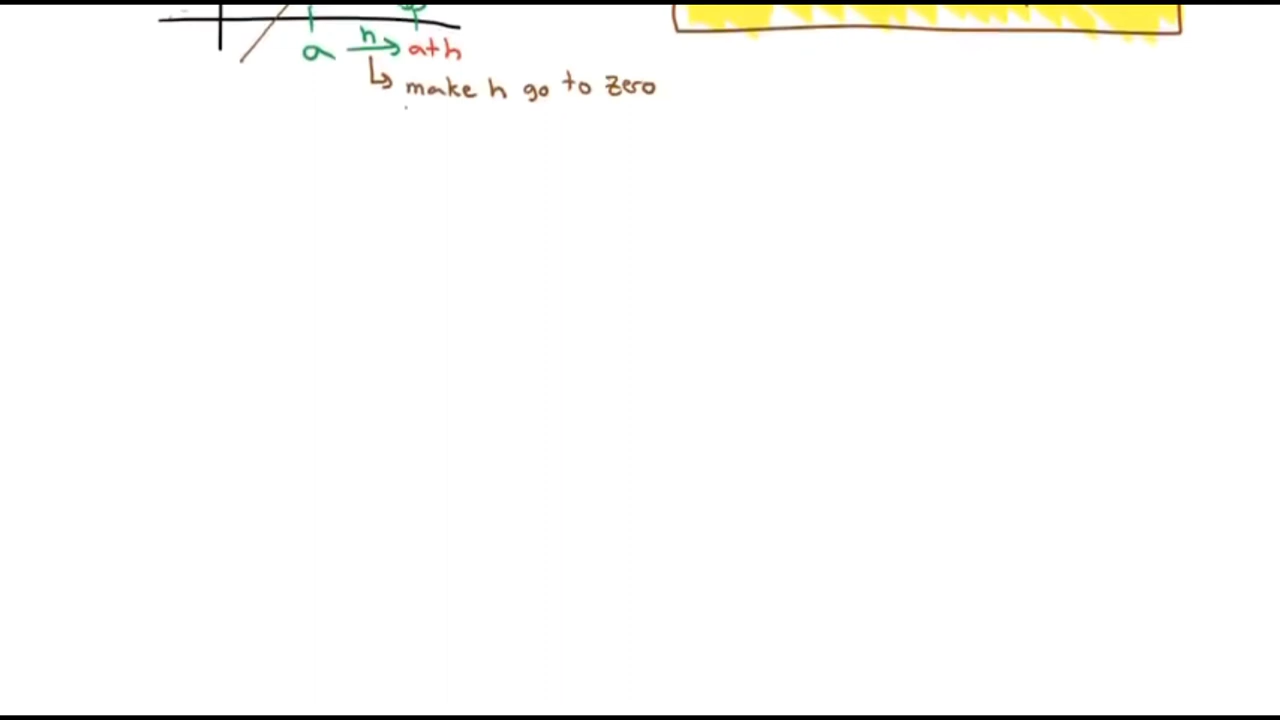 h
a → a+h
↳ make h go to zero